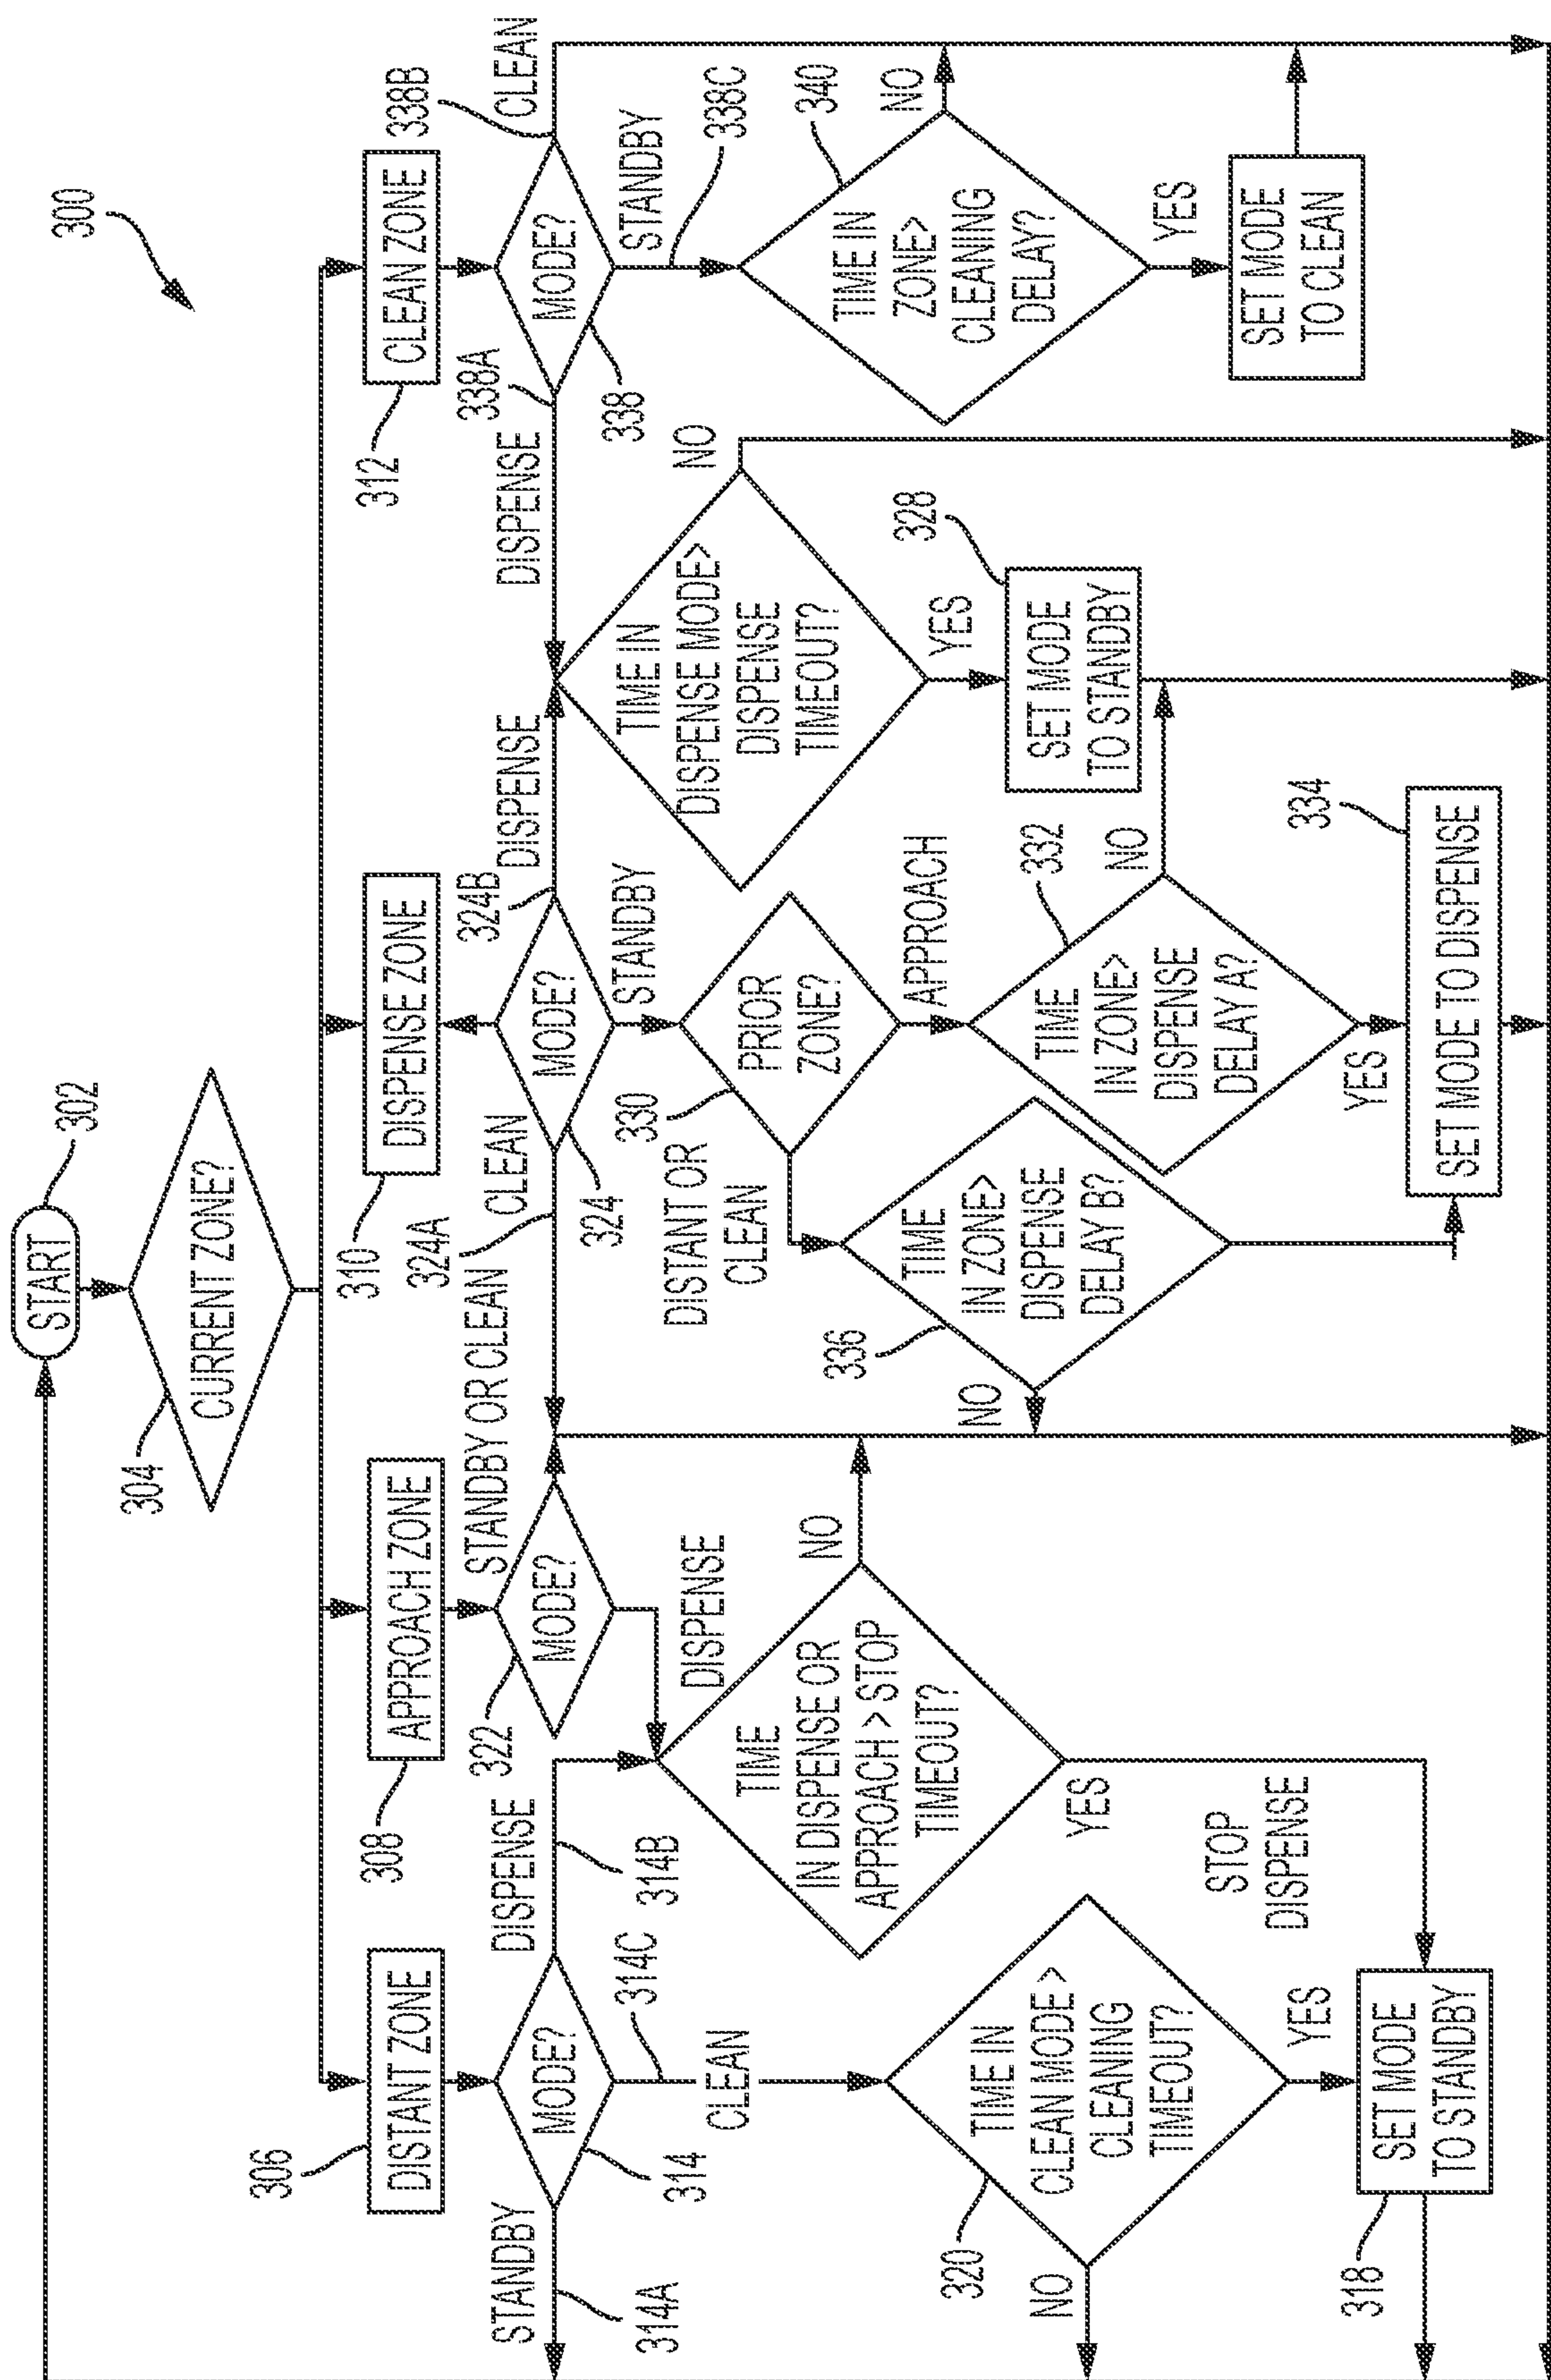 300
START
302
304
CURRENT ZONE?
306
DISTANT ZONE
308
APPROACH ZONE
310
DISPENSE ZONE
312
CLEAN ZONE
STANDBY
314A
MODE?
314
DISPENSE
314B
314C
CLEAN
322
MODE?
STANDBY OR CLEAN
DISPENSE
324A
CLEAN
MODE?
324
324B
DISPENSE
STANDBY
338A
DISPENSE
MODE?
338
338B
CLEAN
STANDBY
338C
320
TIME IN
CLEAN MODE >
CLEANING
TIMEOUT?
NO
YES
TIME
IN DISPENSE OR
APPROACH > STOP
TIMEOUT?
NO
YES
STOP
DISPENSE
318
SET MODE
TO STANDBY
330
PRIOR
ZONE?
DISTANT OR
CLEAN
APPROACH
336
TIME
IN ZONE>
DISPENSE
DELAY B?
NO
332
TIME
IN ZONE>
DISPENSE
DELAY A?
NO
YES
334
SET MODE TO DISPENSE
TIME IN
DISPENSE MODE>
DISPENSE
TIMEOUT?
NO
YES
328
SET MODE
TO STANDBY
340
TIME IN
ZONE>
CLEANING
DELAY?
NO
YES
SET MODE
TO CLEAN